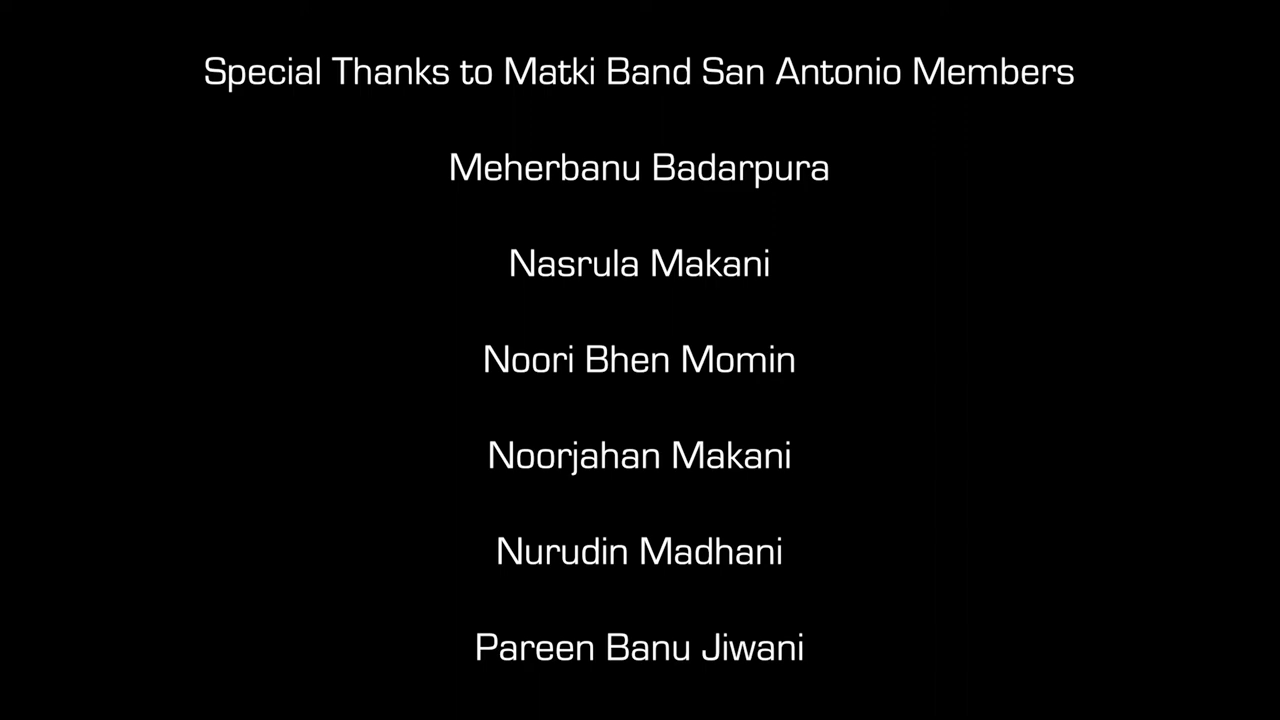 Special Thanks to Matki Band San Antonio Members
Meherbanu Badarpura
Nasrula Makani
Noori Bhen Momin
Noorjahan Makani
Nurudin Madhani
Pareen Banu Jiwani